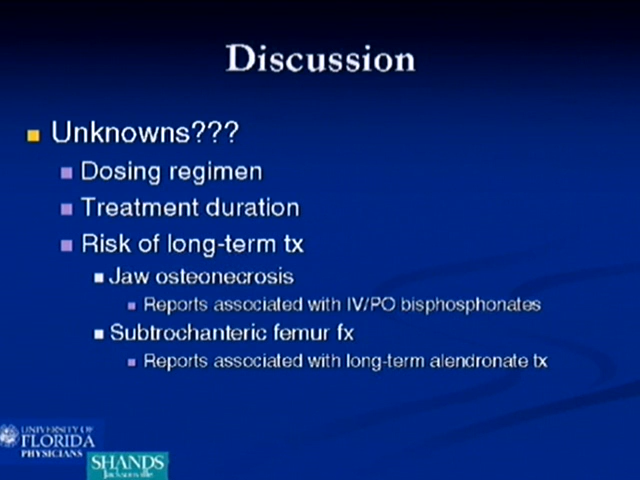 Discussion
Unknowns???
Dosing regimen
Treatment duration
Risk of long-term tx
Jaw osteonecrosis
Reports associated with IV/PO bisphosphonates
Subtrochanteric femur fx
Reports associated with long-term alendronate tx
UNIVERSITY OF
FLORIDA
PHYSICIANS
SHANDS
Jacksonville